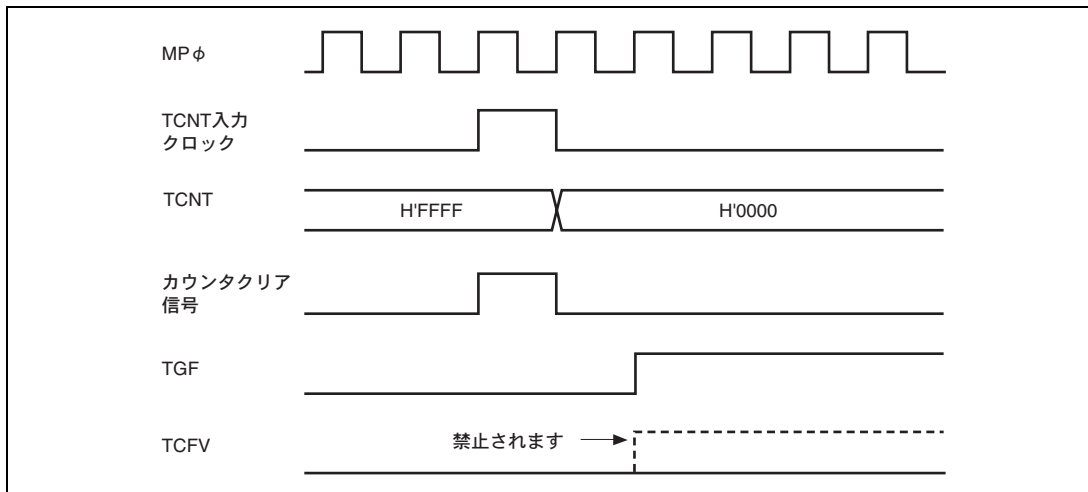 MPφ
TCNT入力
クロック
TCNT
H'FFFF
H'0000
カウンタクリア
信号
TGF
TCFV
禁止されます